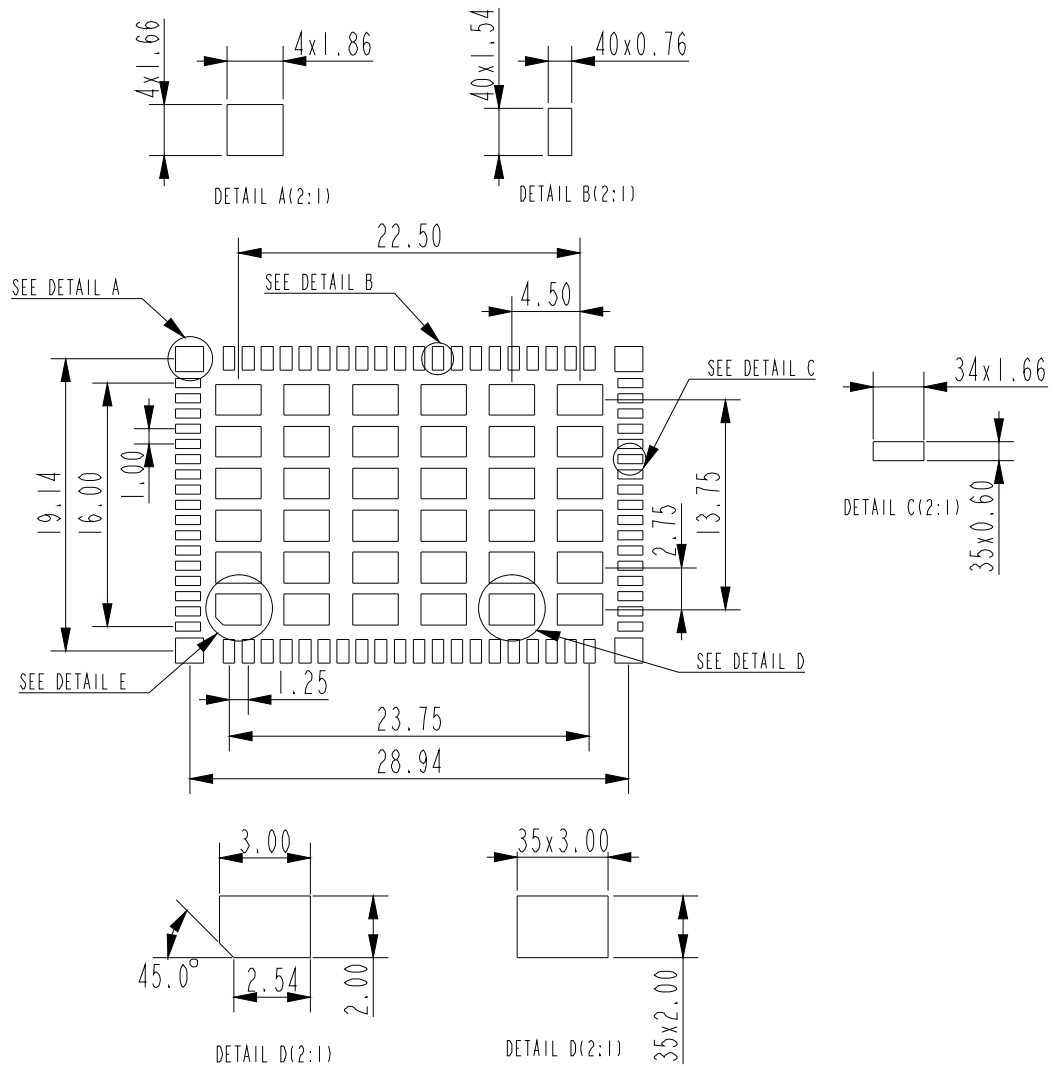 4x1.66
4x1.86
DETAIL A(2:1)
40x1.54
40x0.76
DETAIL B(2:1)
22.50
SEE DETAIL A
SEE DETAIL B
4.50
SEE DETAIL C
34x1.66
35x0.60
DETAIL C(2:1)
19.14
16.00
1.00
2.75
13.75
SEE DETAIL E
SEE DETAIL D
1.25
23.75
28.94
3.00
45.0°
2.54
2.00
DETAIL D(2:1)
35x3.00
35x2.00
DETAIL D(2:1)